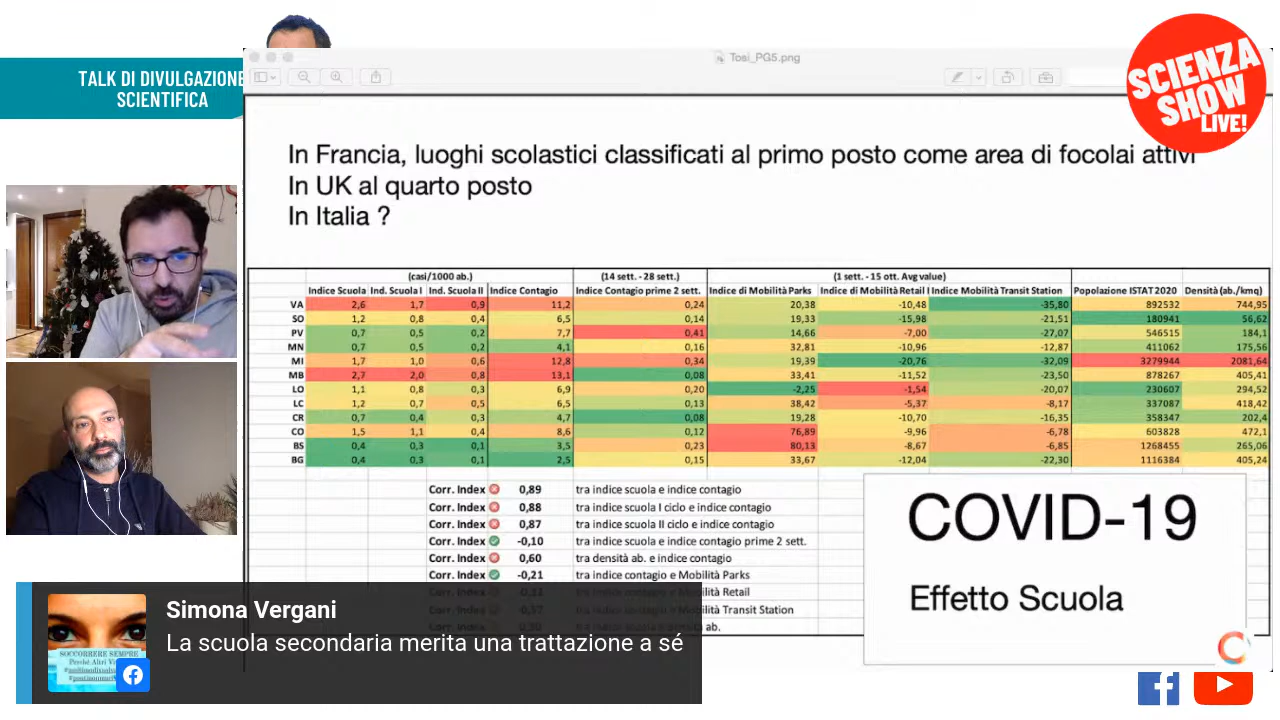 TALK DI DIVULGAZIONE
SCIENTIFICA
Tosi_PG5.png
SCIENZA
SHOW
LIVE!
In Francia, luoghi scolastici classificati al primo posto come area di focolai attivi
In UK al quarto posto
In Italia ?
(casi/1000 ab.) (14 sett. - 28 sett.) (1 sett. - 15 ott. Avg value)
Indice Scuola Ind. Scuola I Ind. Scuola II Indice Contagio Indice Contagio prime 2 sett. Indice di Mobilità Parks Indice di Mobilità Retail Indice Mobilità Transit Station Popolazione ISTAT 2020 Densità (ab./kmq)
VA 2,6 1,7 0,9 11,2 0,24 20,38 -10,48 -35,80 892532 744,95
SO 1,2 0,8 0,4 6,5 0,14 19,33 -15,98 -21,51 180941 56,62
PV 0,7 0,5 0,2 7,7 0,41 14,66 -7,00 -27,07 546515 184,1
MN 0,7 0,5 0,2 4,1 0,16 32,81 -10,96 -12,87 411062 175,56
MI 1,7 1,0 0,6 12,8 0,34 19,39 -20,76 -32,09 3279944 2081,64
MB 2,7 2,0 0,8 13,1 0,08 33,41 -11,52 -23,50 878267 405,41
LO 1,1 0,8 0,3 6,9 0,20 -2,25 -1,54 -20,07 230607 294,52
LC 1,2 0,7 0,5 6,5 0,13 38,42 -5,37 -8,17 337087 418,42
CR 0,7 0,4 0,3 4,7 0,08 19,28 -10,70 -16,35 358347 202,4
CO 1,5 1,1 0,4 8,6 0,12 76,89 -9,96 -6,78 603828 472,1
BS 0,4 0,3 0,1 3,5 0,23 80,13 -8,67 -6,85 1268455 265,06
BG 0,4 0,3 0,1 2,5 0,15 33,67 -12,04 -22,30 1116384 405,24
Corr. Index 0,89 tra indice scuola e indice contagio
Corr. Index 0,88 tra indice scuola I ciclo e indice contagio
Corr. Index 0,87 tra indice scuola II ciclo e indice contagio
Corr. Index -0,10 tra indice scuola e indice contagio prime 2 sett.
Corr. Index 0,60 tra densità ab. e indice contagio
Corr. Index -0,21 tra indice contagio e Mobilità Parks
Mobilità Retail
Mobilità Transit Station
ab.
COVID-19
Effetto Scuola
Simona Vergani
La scuola secondaria merita una trattazione a sé
SOCCORRERE SEMPRE